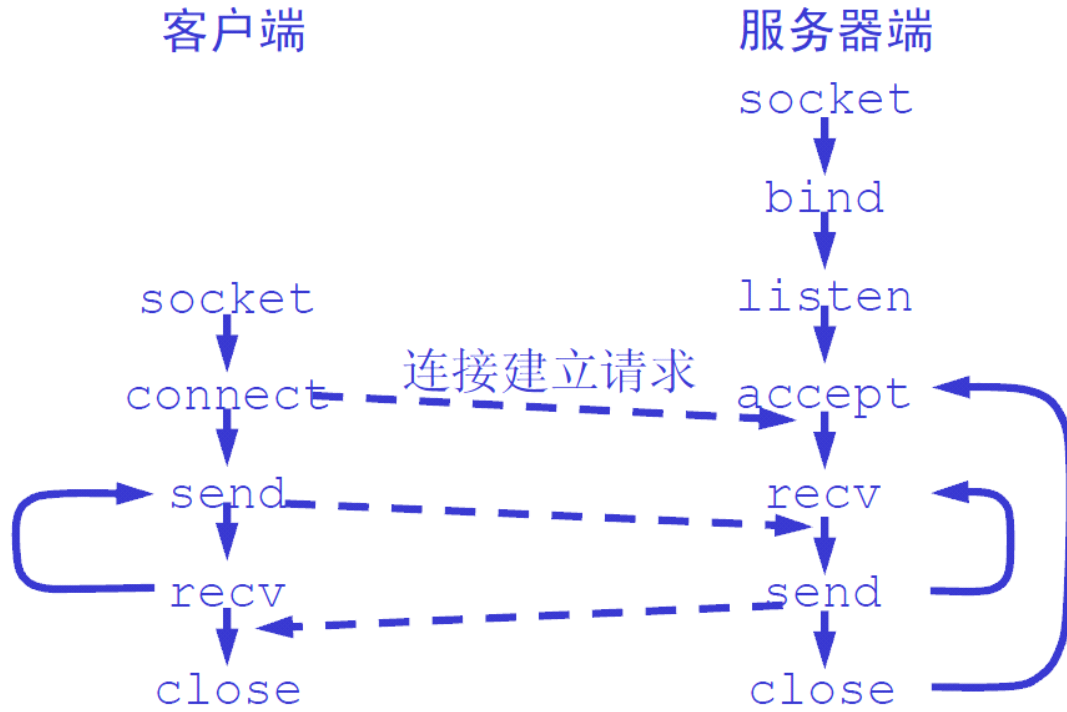 客户端
服务器端
socket
bind
socket
listen
连接建立请求
connect
accept
send
recv
recv
send
close
close